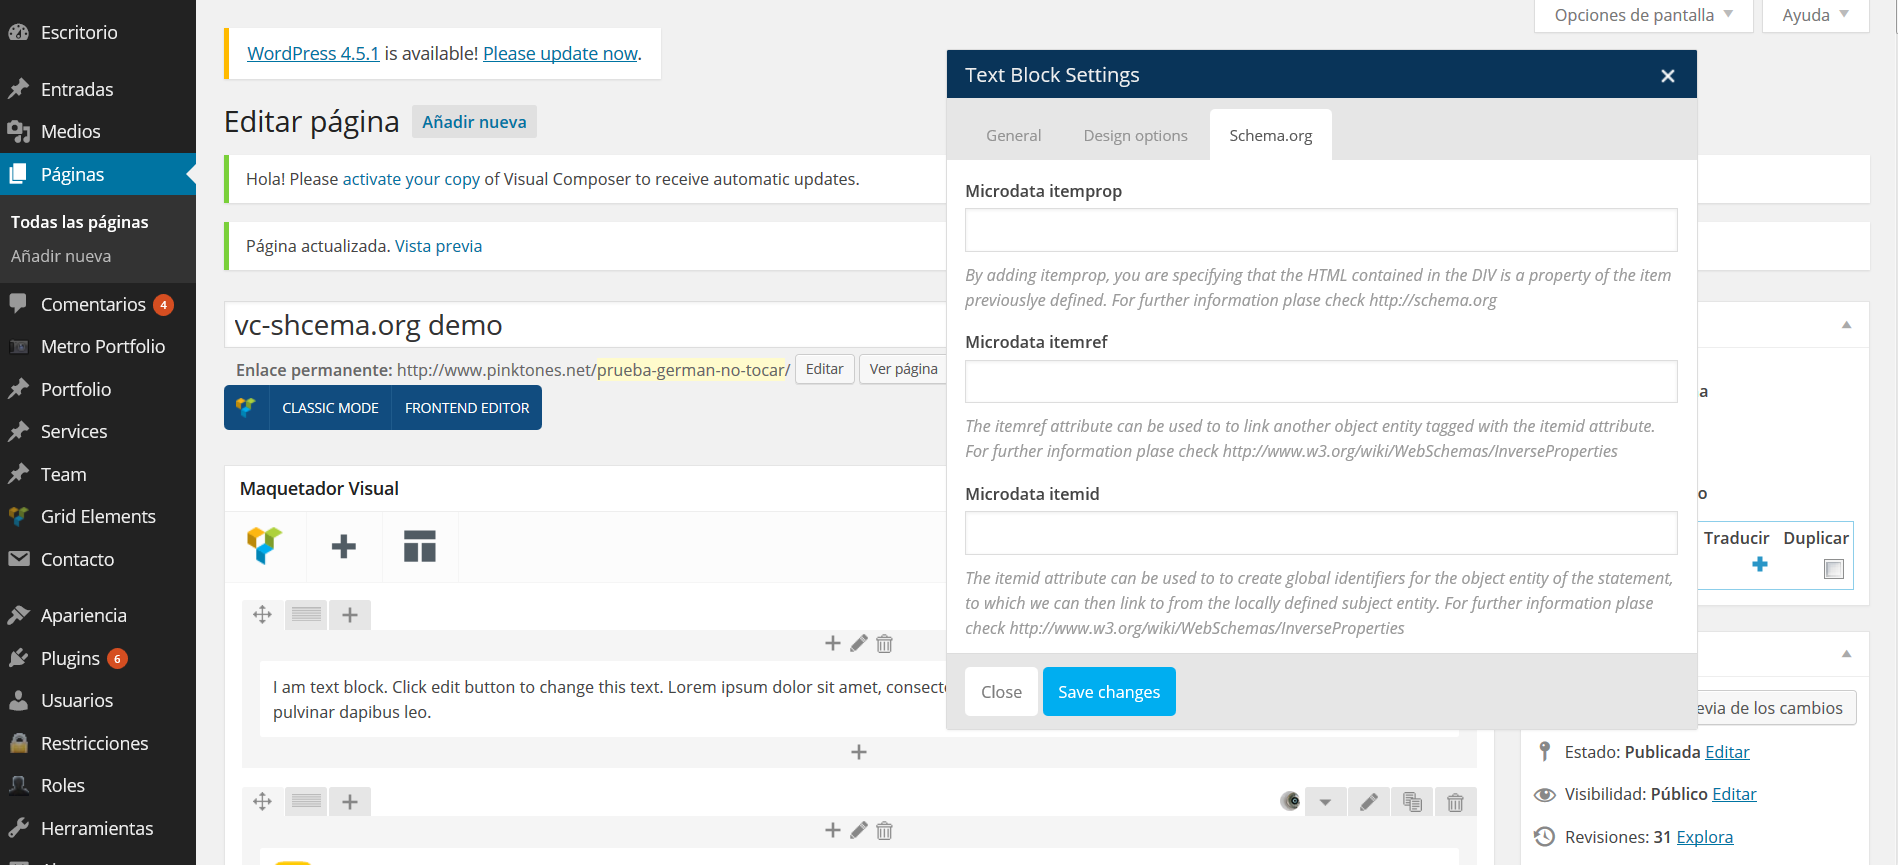 Escritorio
Entradas
Medios
Páginas
Todas las páginas
Añadir nueva
Comentarios 4
Metro Portfolio
Portfolio
Services
Team
Grid Elements
Contacto
Apariencia
Plugins 6
Usuarios
Restricciones
Roles
Herramientas
Opciones de pantalla
Ayuda
WordPress 4.5.1 is available! Please update now.
Editar página Añadir nueva
Hola! Please activate your copy of Visual Composer to receive automatic updates.
Página actualizada. Vista previa
vc-shcema.org demo
Enlace permanente: http://www.pinktones.net/prueba-german-no-tocar/ Editar Ver página
CLASSIC MODE FRONTEND EDITOR
Maquetador Visual
I am text block. Click edit button to change this text. Lorem ipsum dolor sit amet, consect
pulvinar dapibus leo.
Text Block Settings
General Design options Schema.org
Microdata itemprop
By adding itemprop, you are specifying that the HTML contained in the DIV is a property of the item
previouslye defined. For further information plase check http://schema.org
Microdata itemref
The itemref attribute can be used to to link another object entity tagged with the itemid attribute.
For further information plase check http://www.w3.org/wiki/WebSchemas/InverseProperties
Microdata itemid
The itemid attribute can be used to to create global identifiers for the object entity of the statement,
to which we can then link to from the locally defined subject entity. For further information plase
check http://www.w3.org/wiki/WebSchemas/InverseProperties
Close Save changes
a
o
Traducir Duplicar
evia de los cambios
Estado: Publicada Editar
Visibilidad: Público Editar
Revisiones: 31 Explora